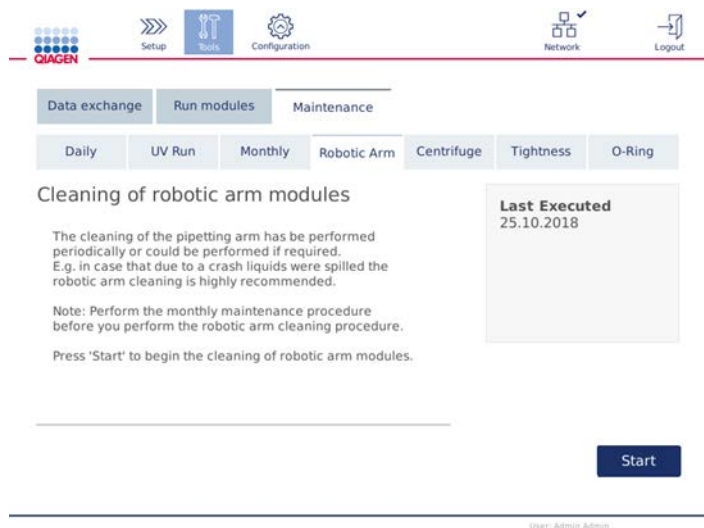 QIAGEN
Setup
Tools
Configuration
Network
Logout
Data exchange
Run modules
Maintenance
Daily
UV Run
Monthly
Robotic Arm
Centrifuge
Tightness
O-Ring
Cleaning of robotic arm modules
The cleaning of the pipetting arm has be performed
periodically or could be performed if required.
E.g. in case that due to a crash liquids were spilled the
robotic arm cleaning is highly recommended.
Note: Perform the monthly maintenance procedure
before you perform the robotic arm cleaning procedure.
Press 'Start' to begin the cleaning of robotic arm modules.
Last Executed
25.10.2018
Start
User: Admin Admin